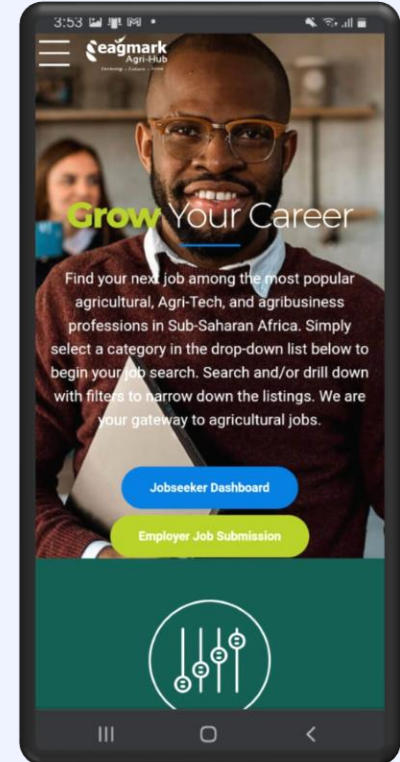 3:53
Seagmark
Agri-Hub
Grow Your Career
Find your next job among the most popular
agricultural, Agri-Tech, and agribusiness
professions in Sub-Saharan Africa. Simply
select a category in the drop-down list below to
begin your job search. Search and/or drill down
with filters to narrow down the listings. We are
your gateway to agricultural jobs.
Jobseeker Dashboard
Employer Job Submission